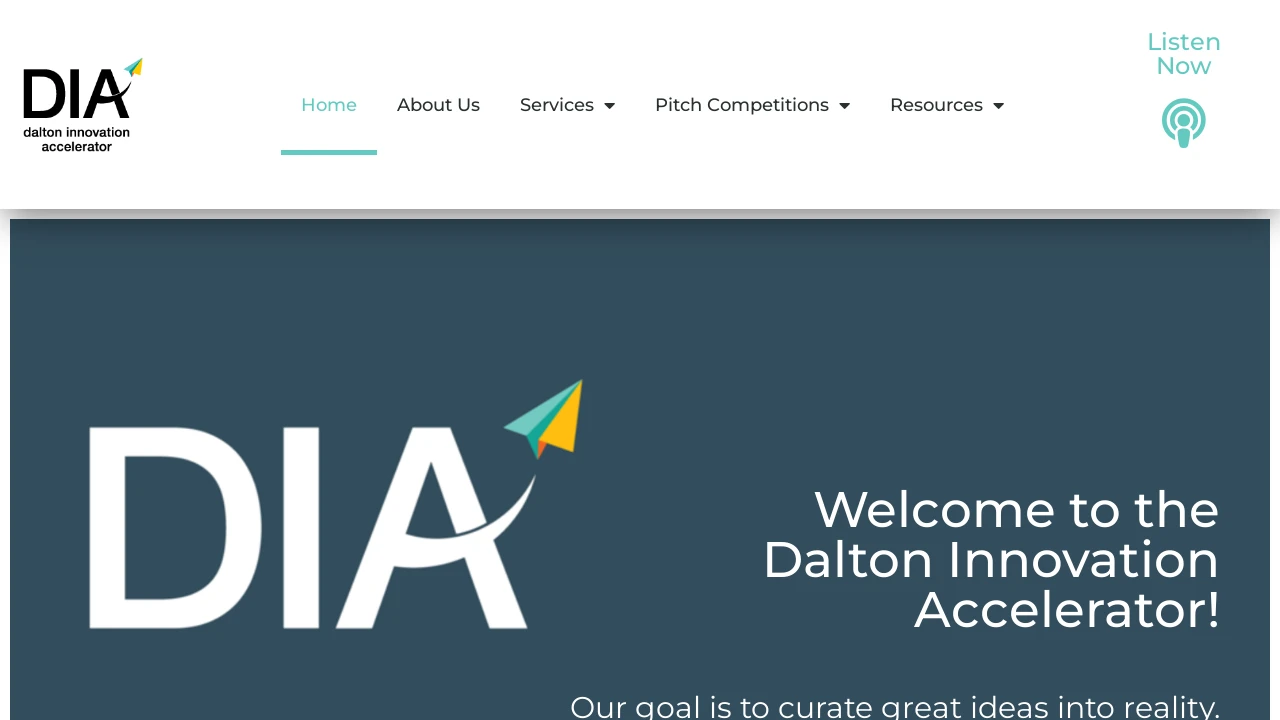 DIA
dalton innovation
accelerator
Home
About Us
Services
Pitch Competitions
Resources
Listen
Now
DIA
Welcome to the
Dalton Innovation
Accelerator!
Our goal is to curate great ideas into reality.